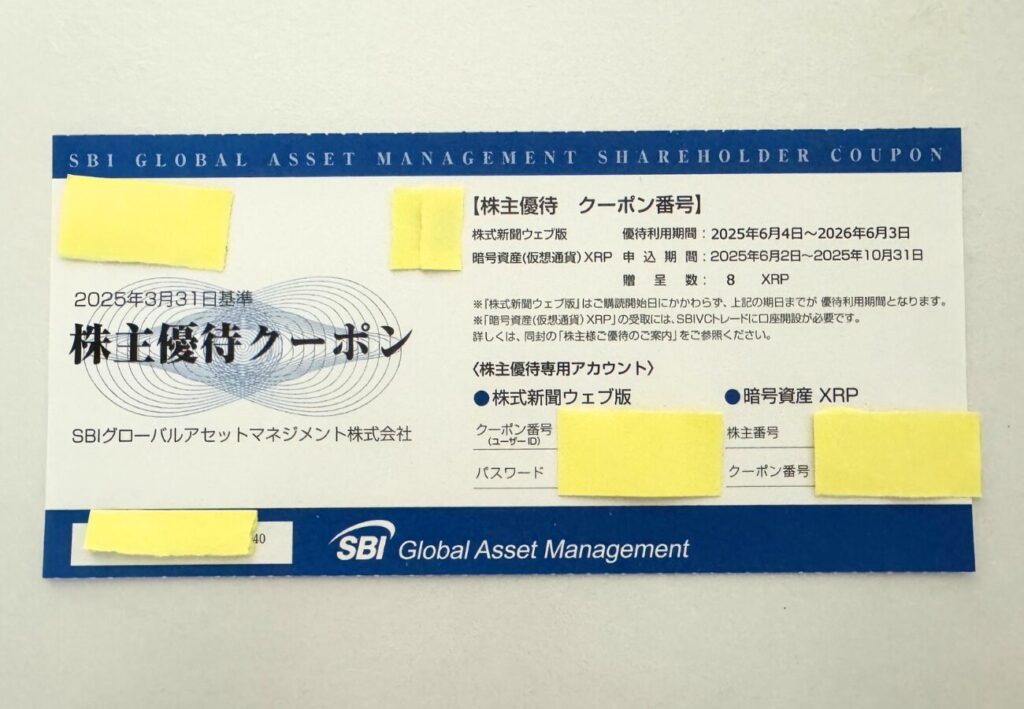 SBI GLOBAL ASSET MANAGEMENT SHAREHOLDER COUPON
2025年3月31日基準
株主優待クーポン
SBIグローバルアセットマネジメント株式会社
【株主優待 クーポン番号】
株式新聞ウェブ版 優待利用期間：2025年6月4日～2026年6月3日
暗号資産(仮想通貨)XRP 申込期間：2025年6月2日～2025年10月31日
贈呈数：8 XRP
※「株式新聞ウェブ版」はご購読開始日にかかわらず、上記の期日までが 優待利用期間となります。
※「暗号資産(仮想通貨) XRP」の受取には、SBIVCトレードに口座開設が必要です。
詳しくは、同封の「株主様ご優待のご案内」をご参照ください。
〈株主優待専用アカウント〉
●株式新聞ウェブ版
クーポン番号
(ユーザーID)
パスワード
●暗号資産 XRP
株主番号
クーポン番号
40
SBI Global Asset Management